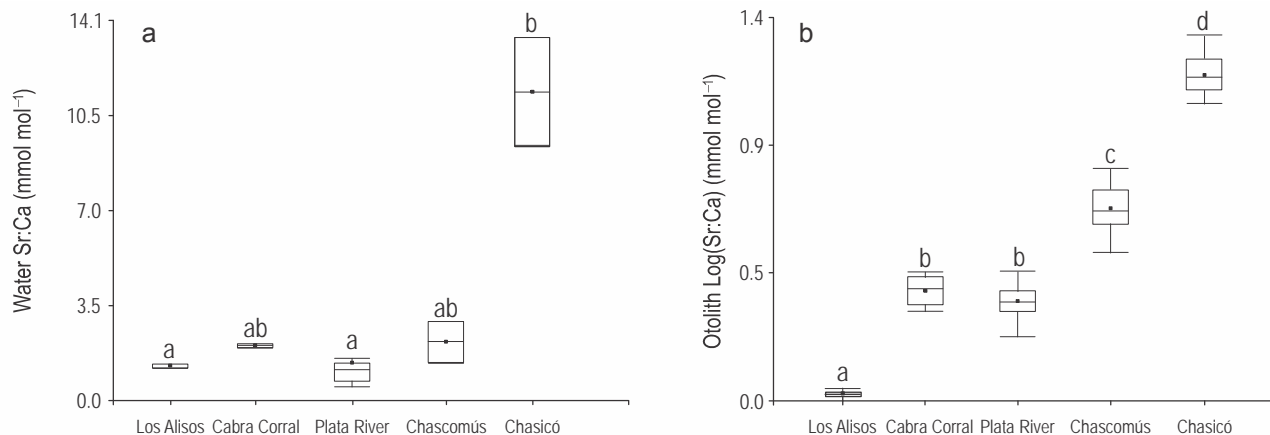 a
Water Sr:Ca (mmol mol⁻¹)
14.1
10.5
7.0
3.5
0.0
a
ab
a
ab
b
Los Alisos Cabra Corral Plata River Chascomús Chasicó
b
Otolith Log(Sr:Ca) (mmol mol⁻¹)
1.4
0.9
0.5
0.0
a
b
b
c
d
Los Alisos Cabra Corral Plata River Chascomús Chasicó